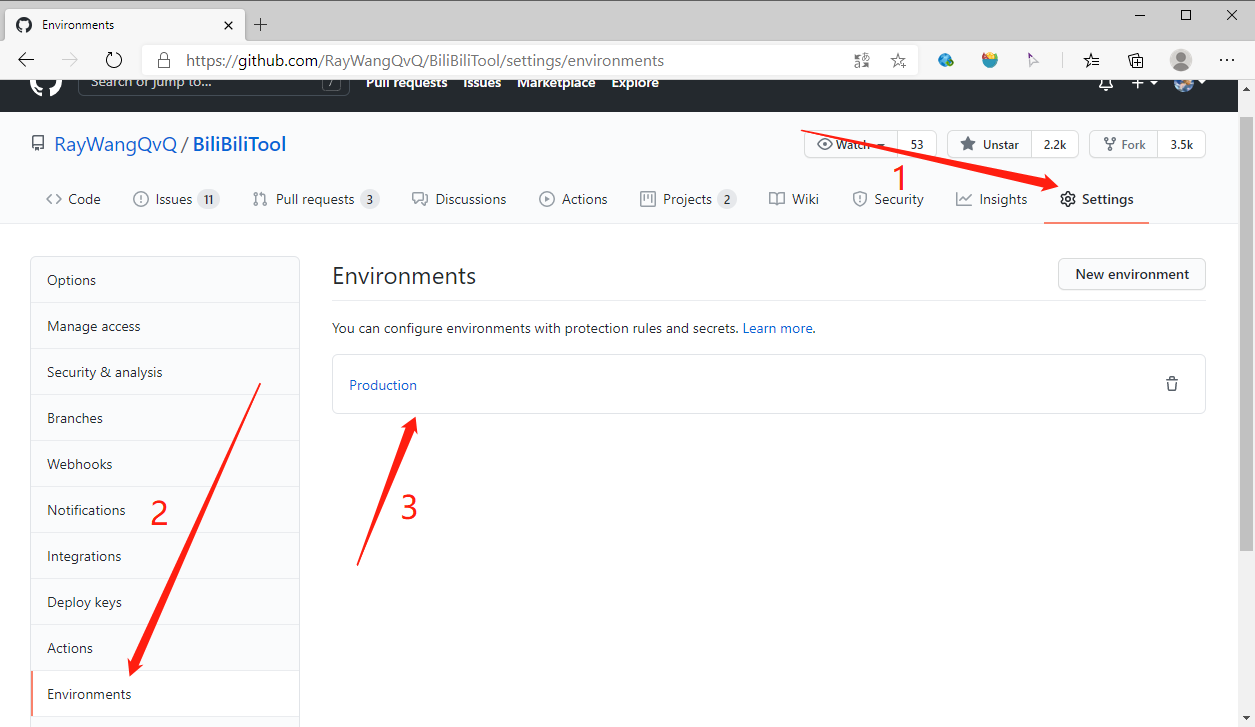 Environments
https://github.com/RayWangQvQ/BiliBiliTool/settings/environments
Search or jump to... / Pull requests Issues Marketplace Explore
RayWangQvQ / BiliBiliTool Watch 53 Unstar 2.2k Fork 3.5k
1
Code Issues 11 Pull requests 3 Discussions Actions Projects 2 Wiki Security Insights Settings
Options
Manage access
Security & analysis
Branches
Webhooks
Notifications
2
Integrations
Deploy keys
Actions
Environments
Environments New environment
You can configure environments with protection rules and secrets. Learn more.
Production
3